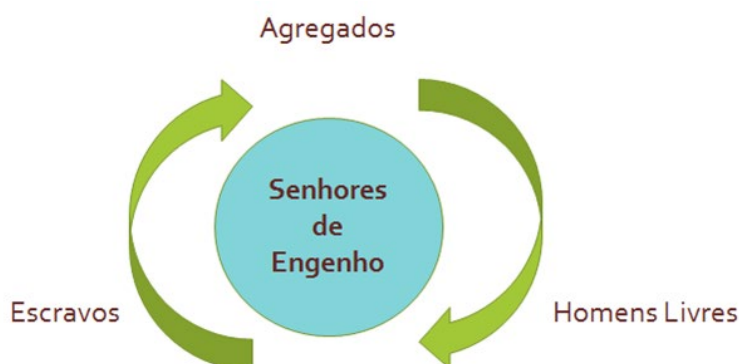 Agregados
Senhores
de
Engenho
Escravos
Homens Livres